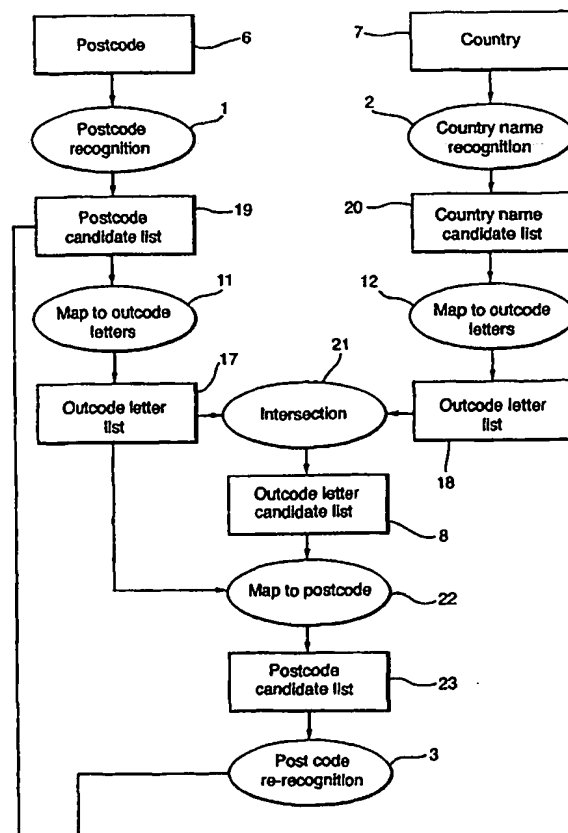 Postcode
6
7
Country
1
Postcode
recognition
2
Country name
recognition
Postcode
candidate list
19
20
Country name
candidate list
11
Map to outcode
letters
12
Map to outcode
letters
17
21
Outcode letter
list
Intersection
Outcode letter
list
18
Outcode letter
candidate list
8
Map to postcode
22
Postcode
candidate list
23
Post code
re-recognition
3